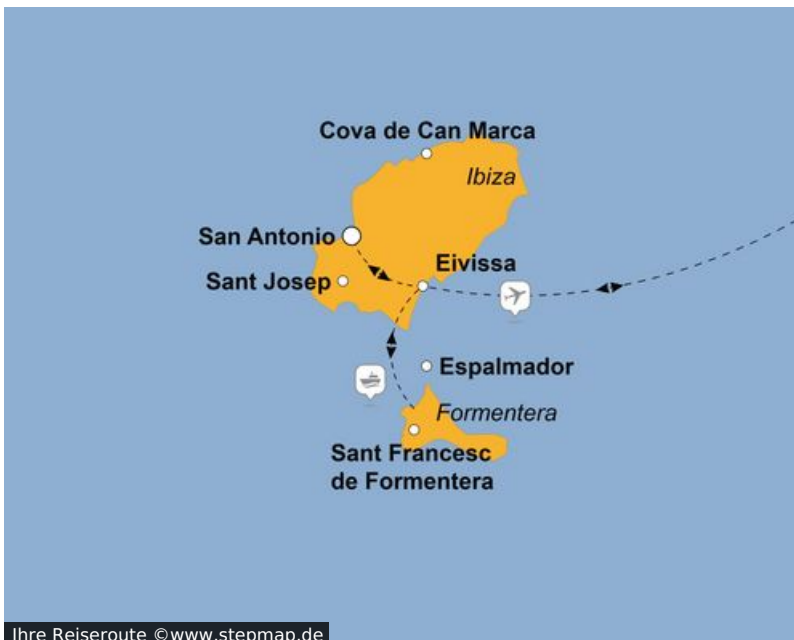 Cova de Can Marca
Ibiza
San Antonio
Eivissa
Sant Josep
Espalmador
Formentera
Sant Francesc
de Formentera
Ihre Reiseroute ©www.stepmap.de